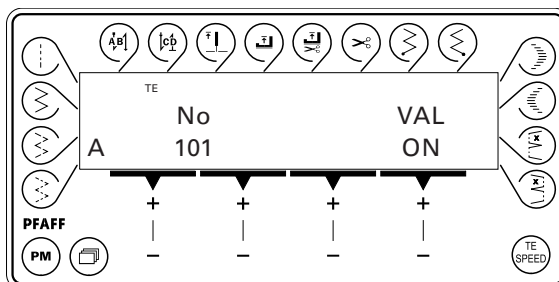 A B C D
TE
No VAL
A 101 ON
x
x
+ + + +
PFAFF
PM – – – – TE SPEED